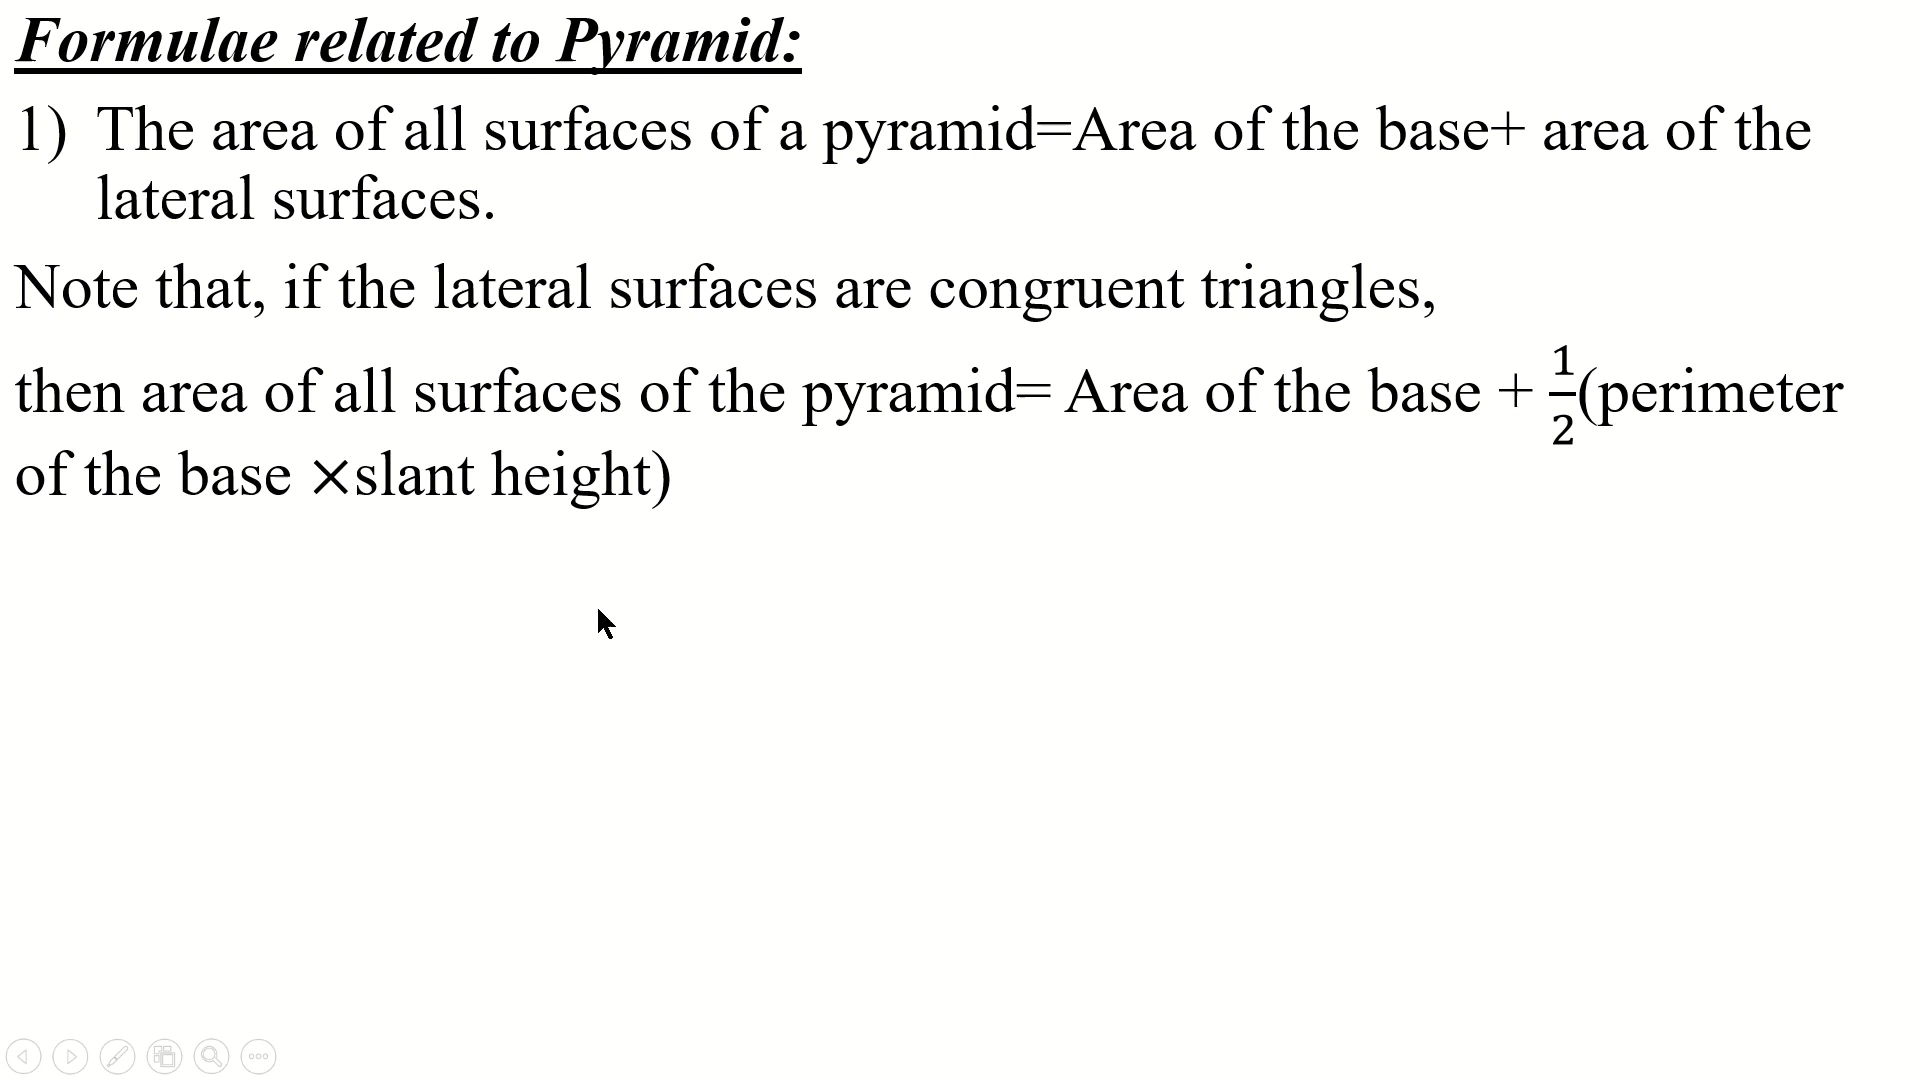 Formulae related to Pyramid:
1) The area of all surfaces of a pyramid=Area of the base+ area of the
lateral surfaces.
Note that, if the lateral surfaces are congruent triangles,
then area of all surfaces of the pyramid= Area of the base + 1/2(perimeter
of the base ×slant height)